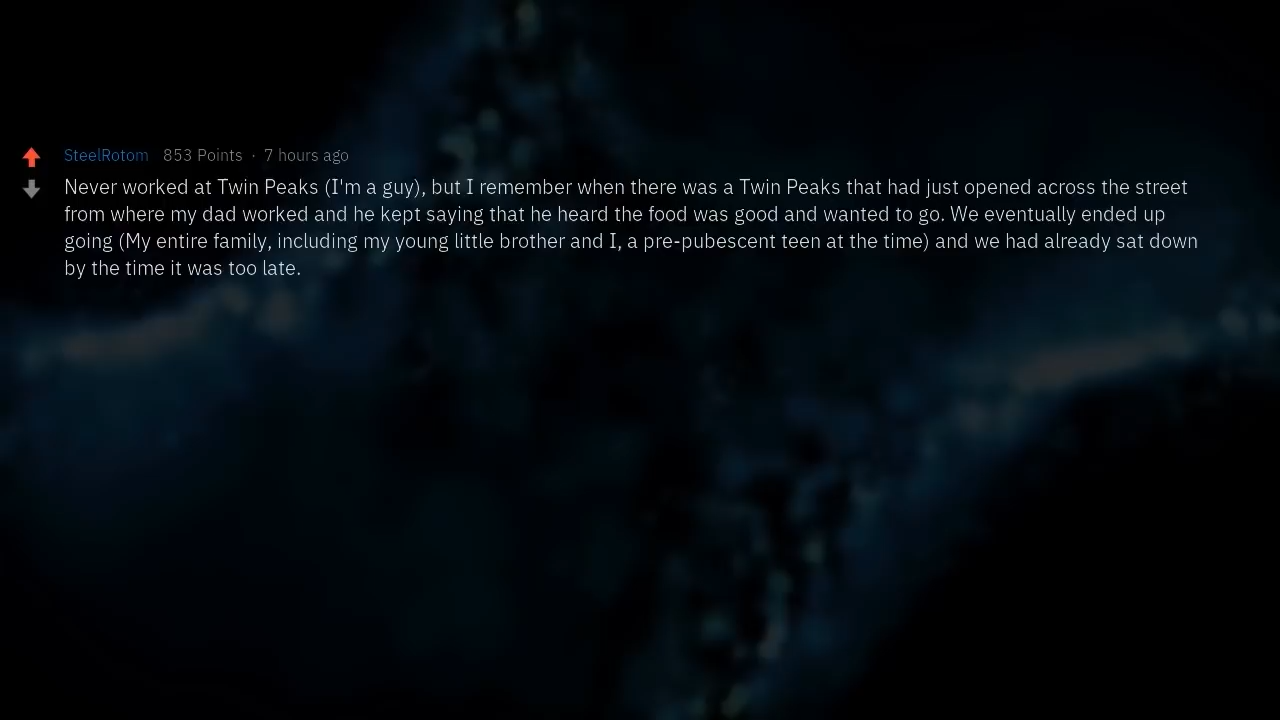 SteelRotom 853 Points · 7 hours ago
Never worked at Twin Peaks (I'm a guy), but I remember when there was a Twin Peaks that had just opened across the street
from where my dad worked and he kept saying that he heard the food was good and wanted to go. We eventually ended up
going (My entire family, including my young little brother and I, a pre-pubescent teen at the time) and we had already sat down
by the time it was too late.